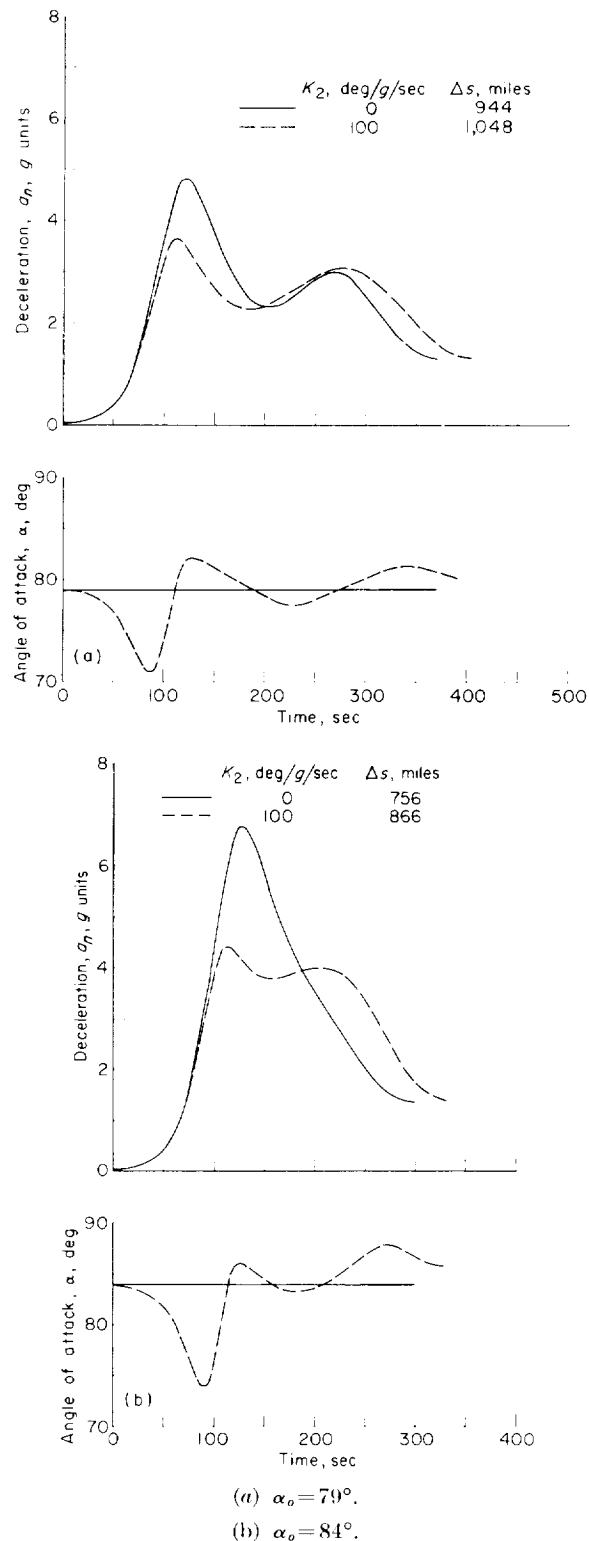 8
K₂, deg/g/sec Δs, miles
0 944
100 1,048
6
4
2
0
Deceleration, aₙ, g units
90
80
70
Angle of attack, α, deg
(a)
0 100 200 300 400 500
Time, sec
8
K₂, deg/g/sec Δs, miles
0 756
100 866
6
4
2
0
Deceleration, aₙ, g units
90
80
70
Angle of attack, α, deg
(b)
0 100 200 300 400
Time, sec
(a) αₒ=79°.
(b) αₒ=84°.